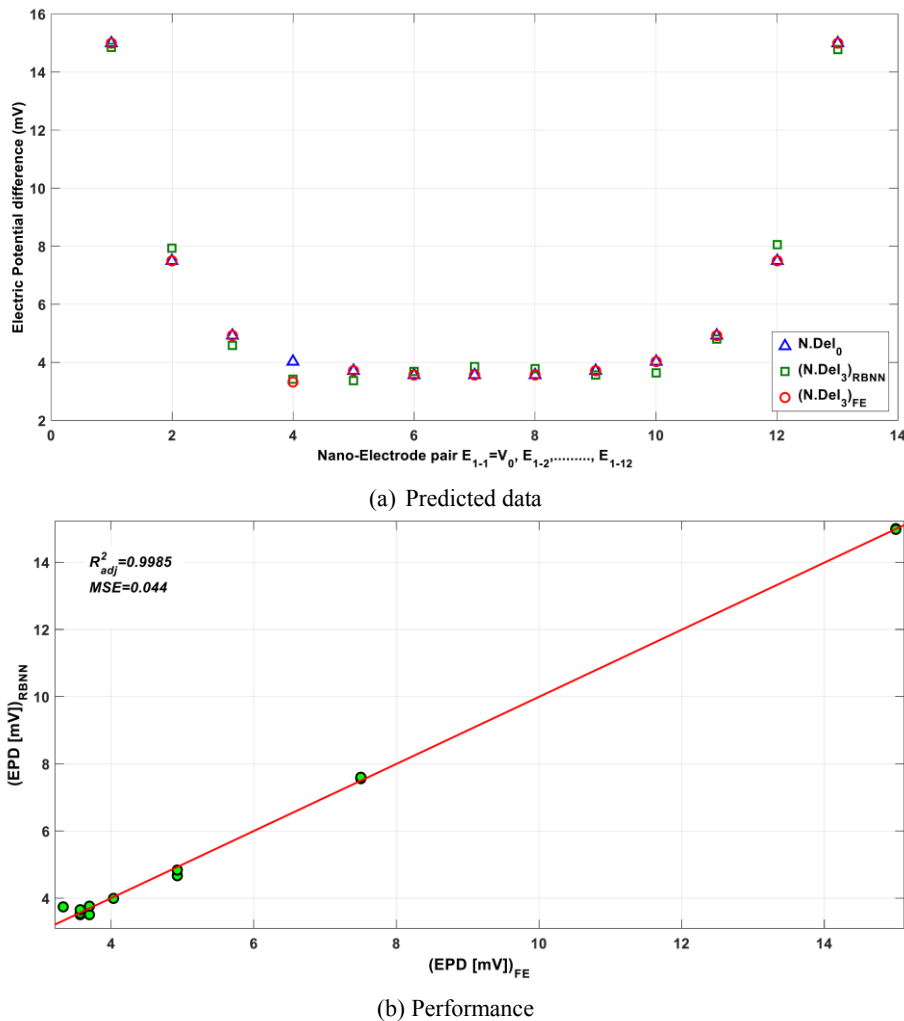 16
14
12
10
8
6
4
2
0
2
4
6
8
10
12
14
Electric Potential difference (mV)
Nano-Electrode pair E1-1=V0, E1-2,........., E1-12
N.Del0
(N.Del3)RBNN
(N.Del3)FE
(a) Predicted data
R2adj=0.9985
MSE=0.044
14
12
10
8
6
4
4
6
8
10
12
14
(EPD [mV])RBNN
(EPD [mV])FE
(b) Performance